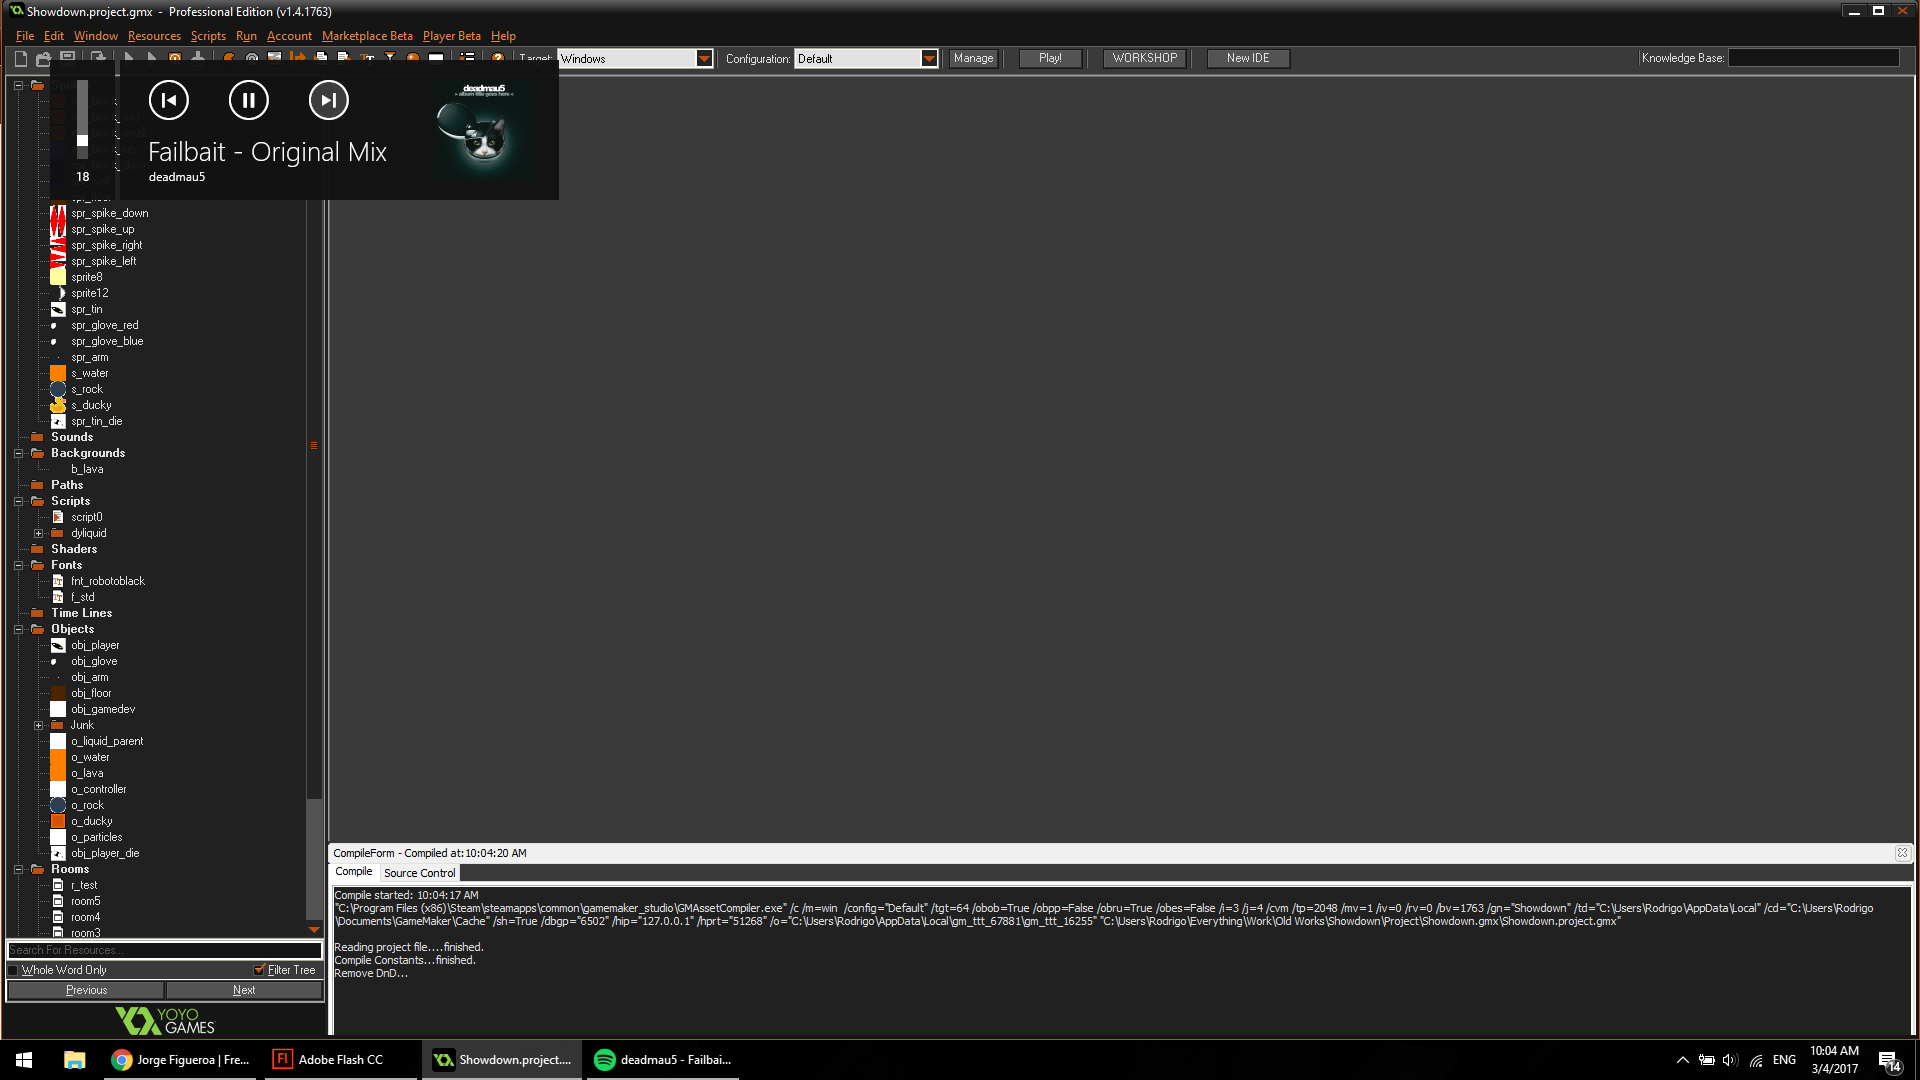 Showdown.project.gmx - Professional Edition (v1.4.1763)
File Edit Window Resources Scripts Run Account Marketplace Beta Player Beta Help
Target: Windows Configuration: Default Manage Play! WORKSHOP New IDE Knowledge Base:
18
Failbait - Original Mix
deadmau5
deadmau5
> album title goes here <
spr_spike_down
spr_spike_up
spr_spike_right
spr_spike_left
sprite8
sprite12
spr_tin
spr_glove_red
spr_glove_blue
spr_arm
s_water
s_rock
s_ducky
spr_tin_die
Sounds
Backgrounds
b_lava
Paths
Scripts
script0
dyliquid
Shaders
Fonts
fnt_robotoblack
f_std
Time Lines
Objects
obj_player
obj_glove
obj_arm
obj_floor
obj_gamedev
Junk
o_liquid_parent
o_water
o_lava
o_controller
o_rock
o_ducky
o_particles
obj_player_die
Rooms
r_test
room5
room4
room3
Search For Resources...
Whole Word Only Filter Tree
Previous Next
YOYO GAMES
CompileForm - Compiled at:10:04:20 AM
Compile Source Control
Compile started: 10:04:17 AM
"C:\Program Files (x86)\Steam\steamapps\common\gamemaker_studio\GMAssetCompiler.exe" /c /m=win /config="Default" /tgt=64 /obob=True /obpp=False /obru=True /obes=False /i=3 /j=4 /cvm /tp=2048 /mv=1 /iv=0 /rv=0 /bv=1763 /gn="Showdown" /td="C:\Users\Rodrigo\AppData\Local" /cd="C:\Users\Rodrigo
\Documents\GameMaker\Cache" /sh=True /dbgp="6502" /hip="127.0.0.1" /hprt="51268" /o="C:\Users\Rodrigo\AppData\Local\gm_ttt_67881\gm_ttt_16255" "C:\Users\Rodrigo\Everything\Work\Old Works\Showdown\Project\Showdown.gmx\Showdown.project.gmx"
Reading project file....finished.
Compile Constants...finished.
Remove DnD...
Jorge Figueroa | Fre... Adobe Flash CC Showdown.project.... deadmau5 - Failbai... ENG 10:04 AM
3/4/2017
14